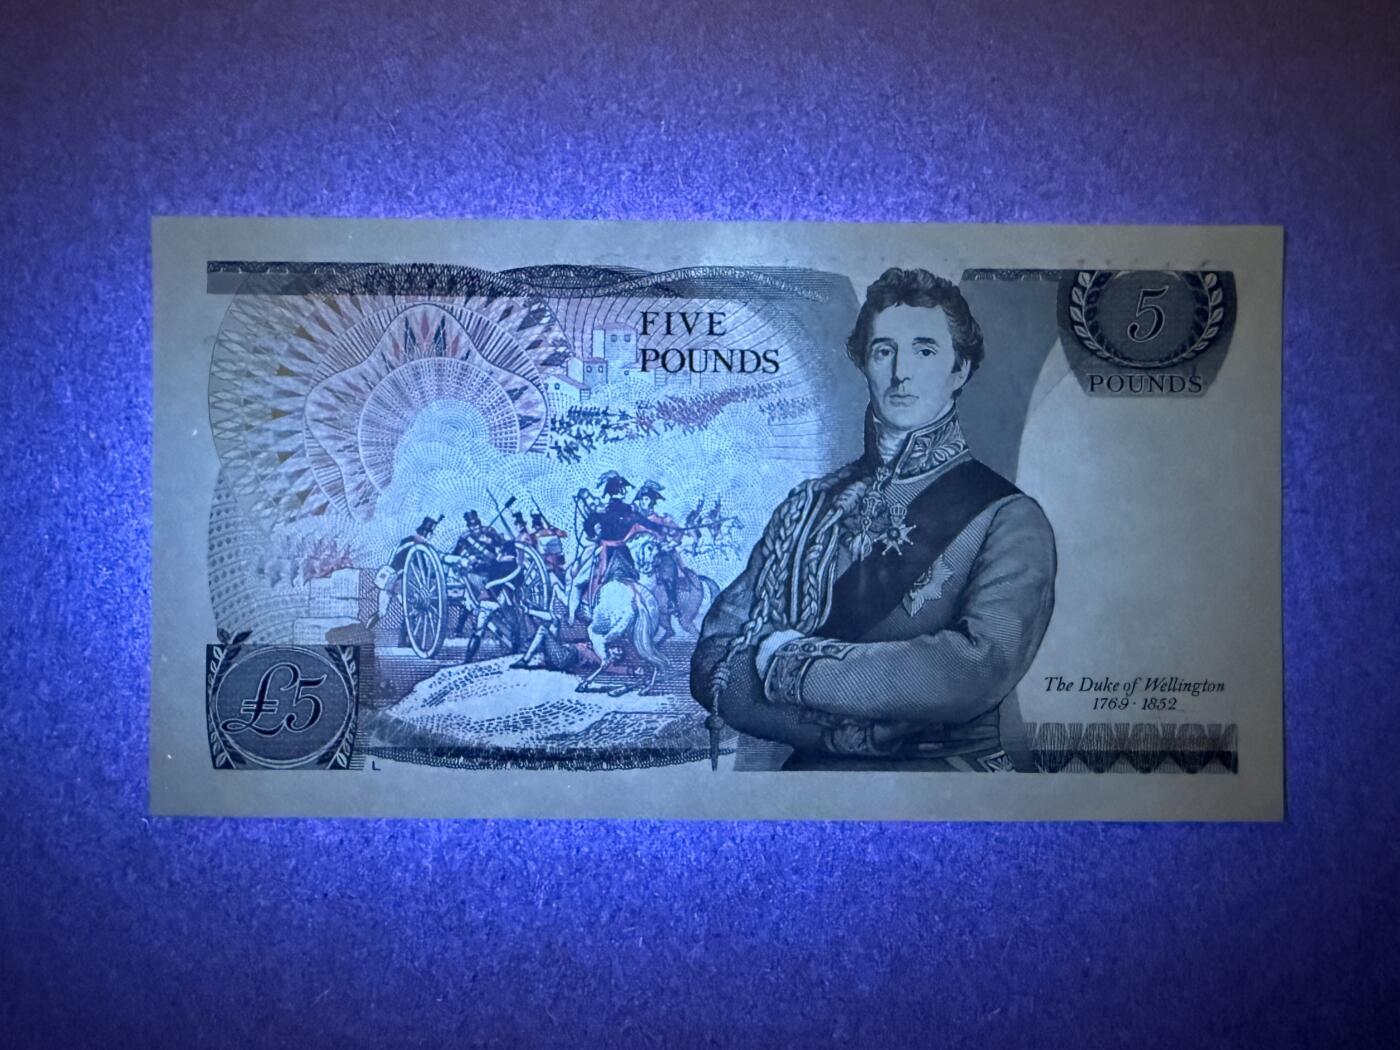 FIVE
POUNDS
5
POUNDS
The Duke of Wellington
1769 · 1852
£5
L